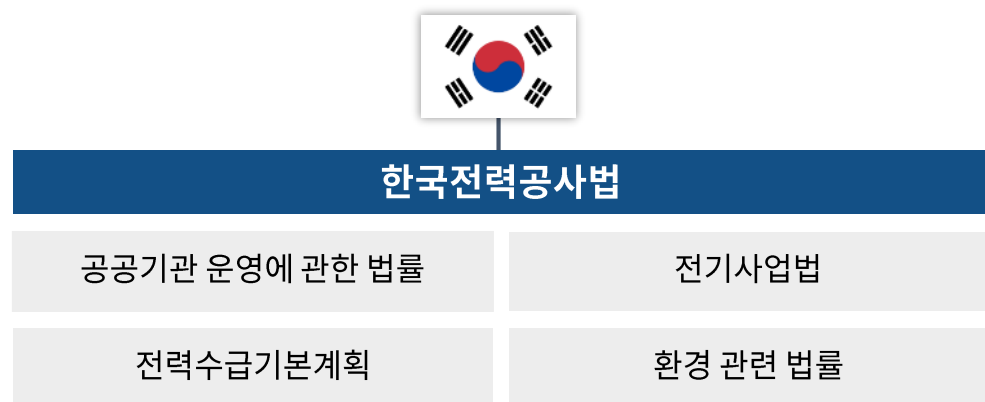 한국전력공사법
공공기관 운영에 관한 법률
전기사업법
전력수급기본계획
환경 관련 법률